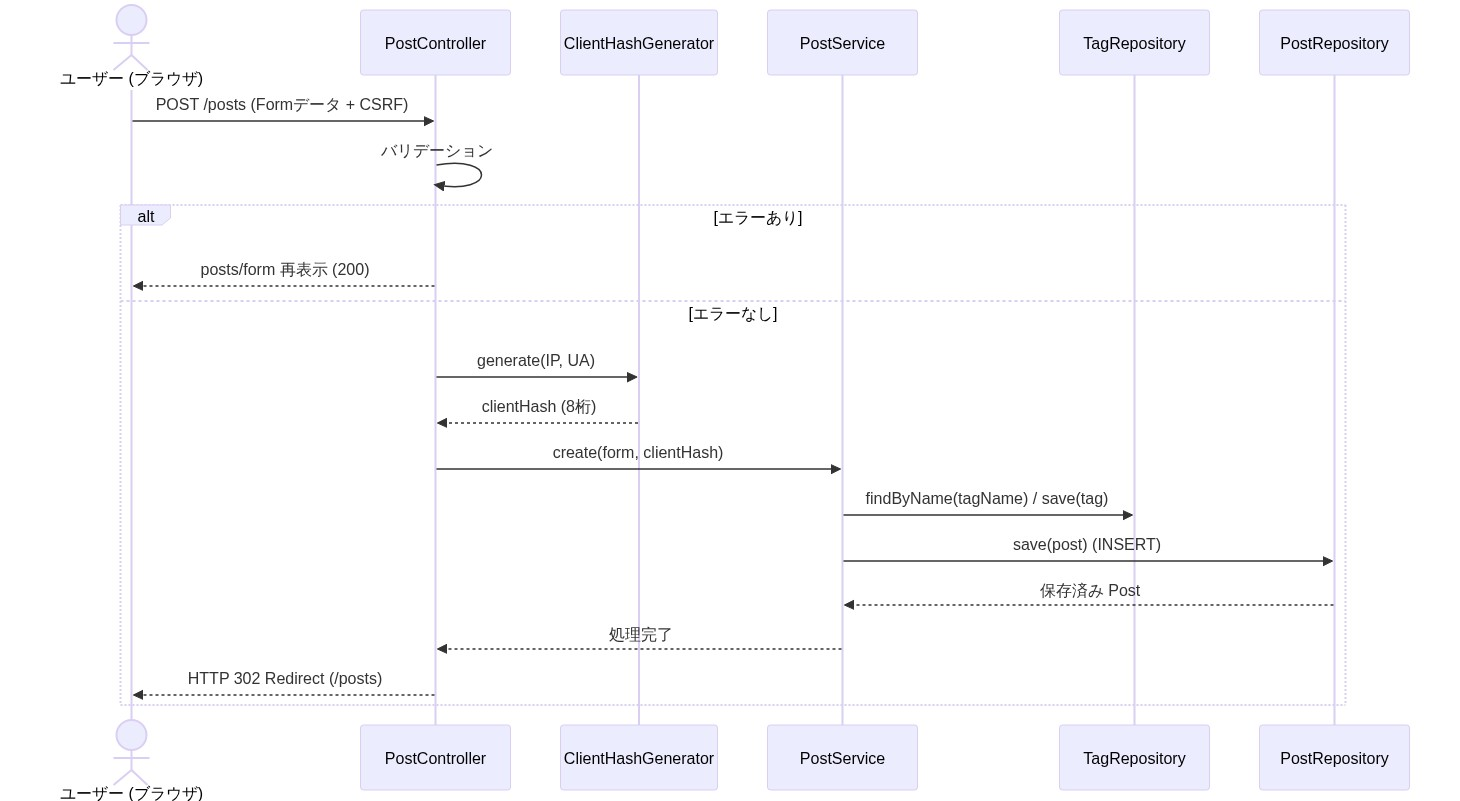 PostController
ClientHashGenerator
PostService
TagRepository
PostRepository
ユーザー (ブラウザ)
POST /posts (Formデータ + CSRF)
バリデーション
alt
[エラーあり]
posts/form 再表示 (200)
[エラーなし]
generate(IP, UA)
clientHash (8桁)
create(form, clientHash)
findByName(tagName) / save(tag)
save(post) (INSERT)
保存済み Post
処理完了
HTTP 302 Redirect (/posts)
PostController
ClientHashGenerator
PostService
TagRepository
PostRepository
ユーザー (ブラウザ)